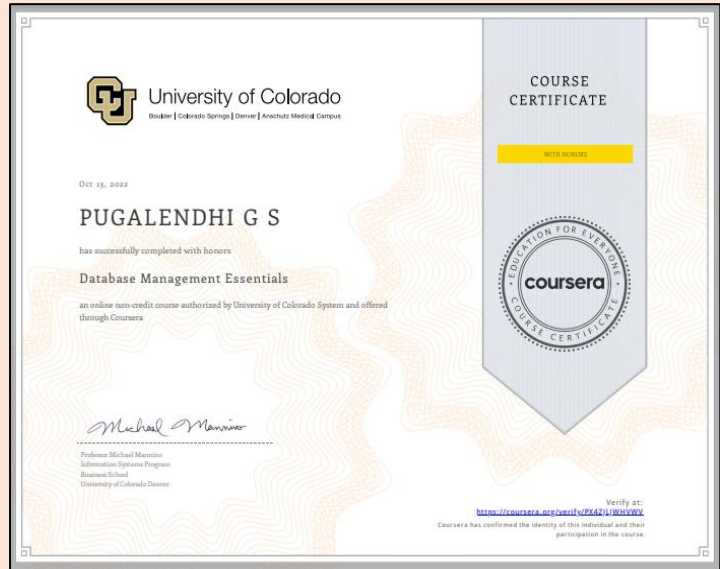 University of Colorado
Boulder | Colorado Springs | Denver | Anschutz Medical Campus
COURSE
CERTIFICATE
WITH HONORS
Oct 13, 2022
PUGALENDHI G S
has successfully completed with honors
Database Management Essentials
an online non-credit course authorized by University of Colorado System and offered
through Coursera
EDUCATION FOR EVERYONE
coursera
COURSE CERTIFICATE
Michael Mannino
Professor Michael Mannino
Information Systems Program
Business School
University of Colorado Denver
Verify at:
https://coursera.org/verify/
Coursera has confirmed the identity of this individual and their
participation in the course.